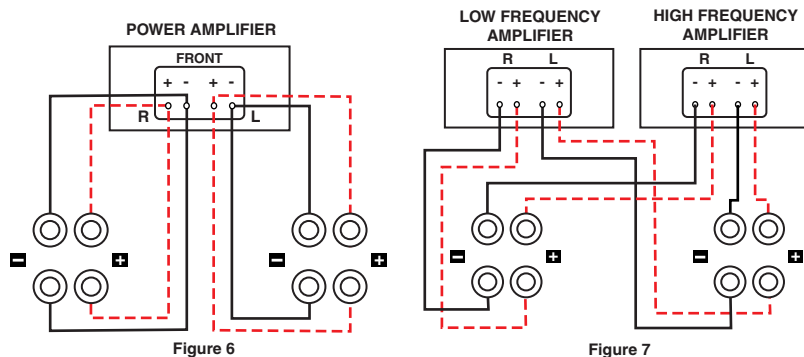 POWER AMPLIFIER
FRONT
+ - + -
R L
- + - +
Figure 6
LOW FREQUENCY
AMPLIFIER
R L
- + - +
HIGH FREQUENCY
AMPLIFIER
R L
- + - +
- + - +
Figure 7